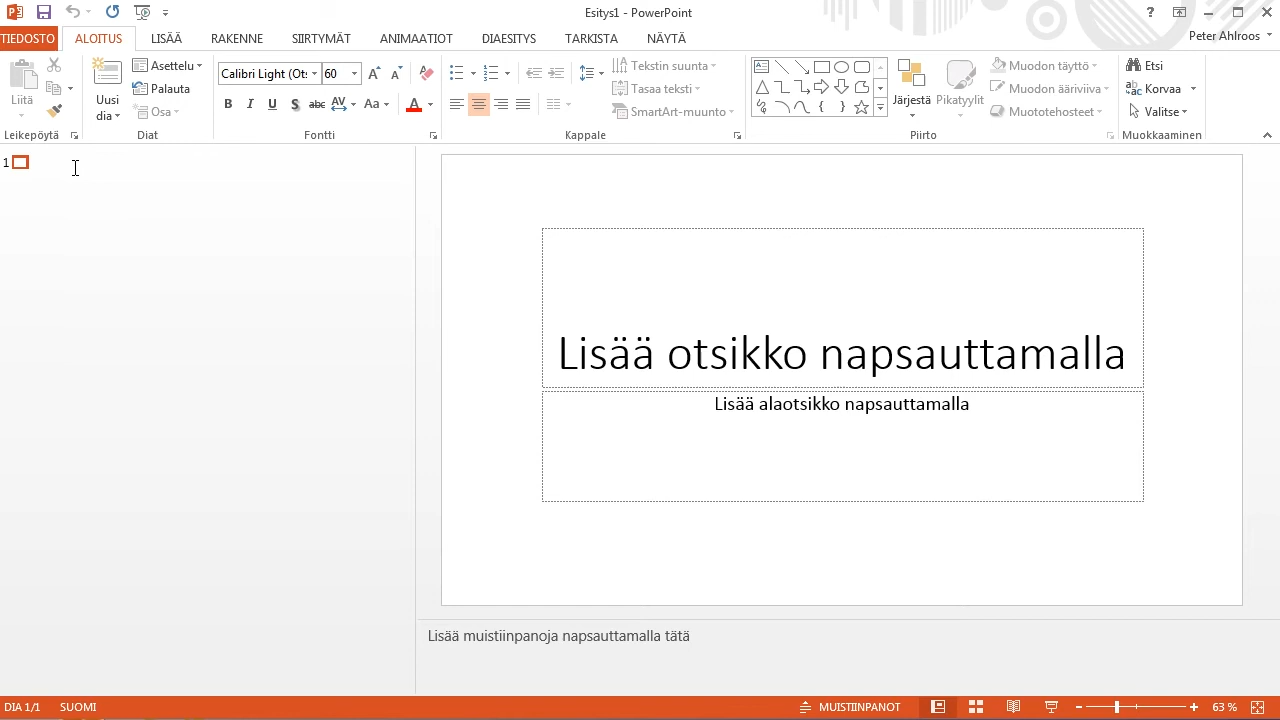 Esitys1 - PowerPoint
?
TIEDOSTO ALOITUS LISÄÄ RAKENNE SIIRTYMÄT ANIMAATIOT DIAESITYS TARKISTA NÄYTÄ Peter Ahlroos
Liitä
Uusi dia
Asettelu
Palauta
Osa
Calibri Light (Ot: 60
B I U S abc AV Aa A
Tekstin suunta
Tasaa teksti
SmartArt-muunto
Järjestä
Pikatyylit
Muodon täyttö
Muodon ääriviiva
Muototehosteet
Etsi
Korvaa
Valitse
Leikepöytä Diat Fontti Kappale Piirto Muokkaaminen
1
Lisää otsikko napsauttamalla
Lisää alaotsikko napsauttamalla
Lisää muistiinpanoja napsauttamalla tätä
DIA 1/1 SUOMI MUISTIINPANOT 63 %